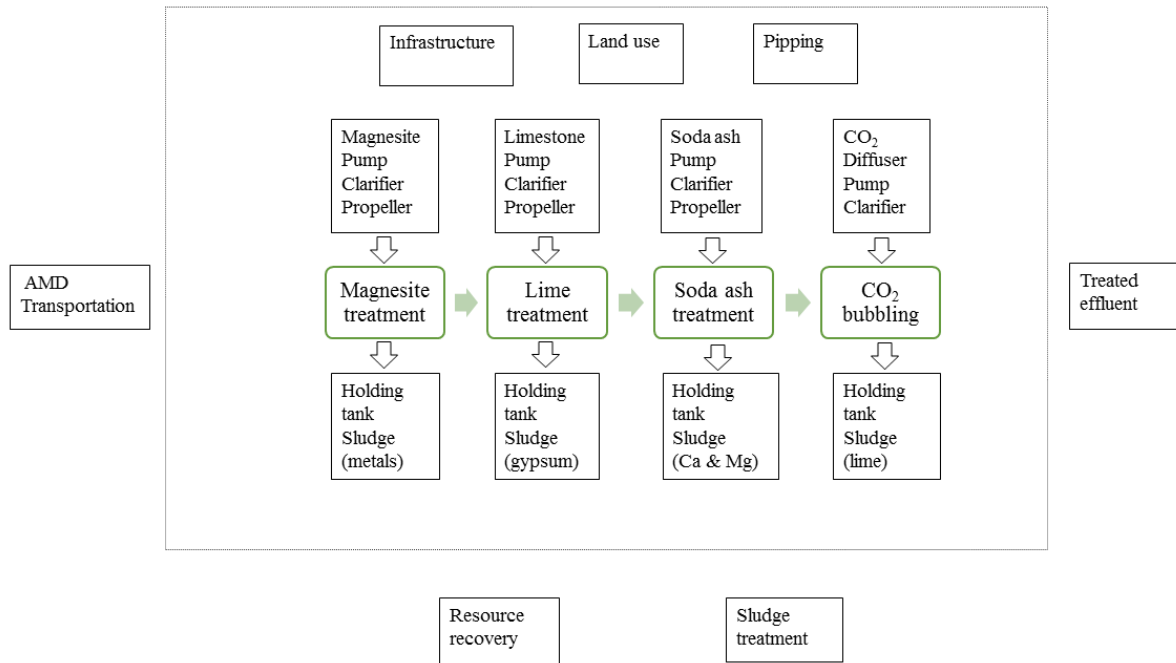 Infrastructure
Land use
Pipping
Magnesite
Pump
Clarifier
Propeller
Limestone
Pump
Clarifier
Propeller
Soda ash
Pump
Clarifier
Propeller
CO₂
Diffuser
Pump
Clarifier
AMD
Transportation
Magnesite
treatment
Lime
treatment
Soda ash
treatment
CO₂
bubbling
Treated
effluent
Holding
tank
Sludge
(metals)
Holding
tank
Sludge
(gypsum)
Holding
tank
Sludge
(Ca & Mg)
Holding
tank
Sludge
(lime)
Resource
recovery
Sludge
treatment